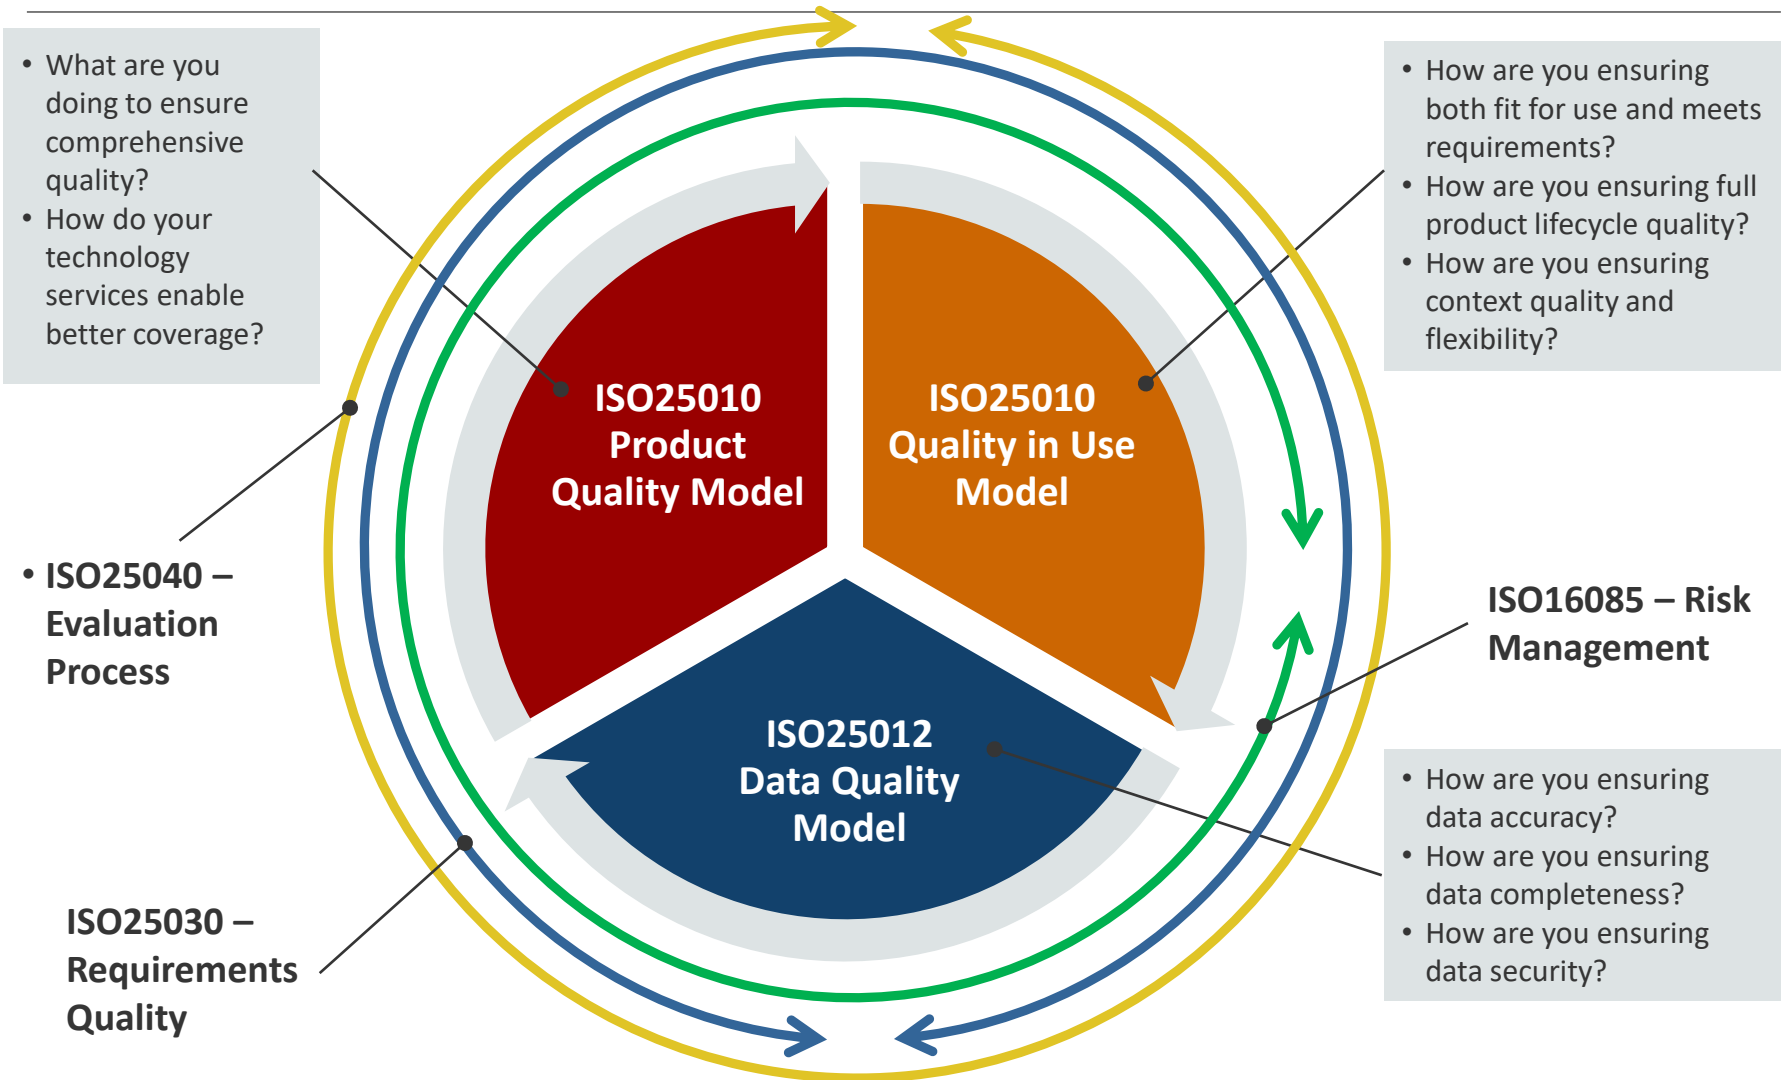 • What are you
doing to ensure
comprehensive
quality?
• How do your
technology
services enable
better coverage?
• How are you ensuring
both fit for use and meets
requirements?
• How are you ensuring full
product lifecycle quality?
• How are you ensuring
context quality and
flexibility?
ISO25010
Product
Quality Model
ISO25010
Quality in Use
Model
• ISO25040 –
Evaluation
Process
ISO16085 – Risk
Management
ISO25012
Data Quality
Model
ISO25030 –
Requirements
Quality
• How are you ensuring
data accuracy?
• How are you ensuring
data completeness?
• How are you ensuring
data security?